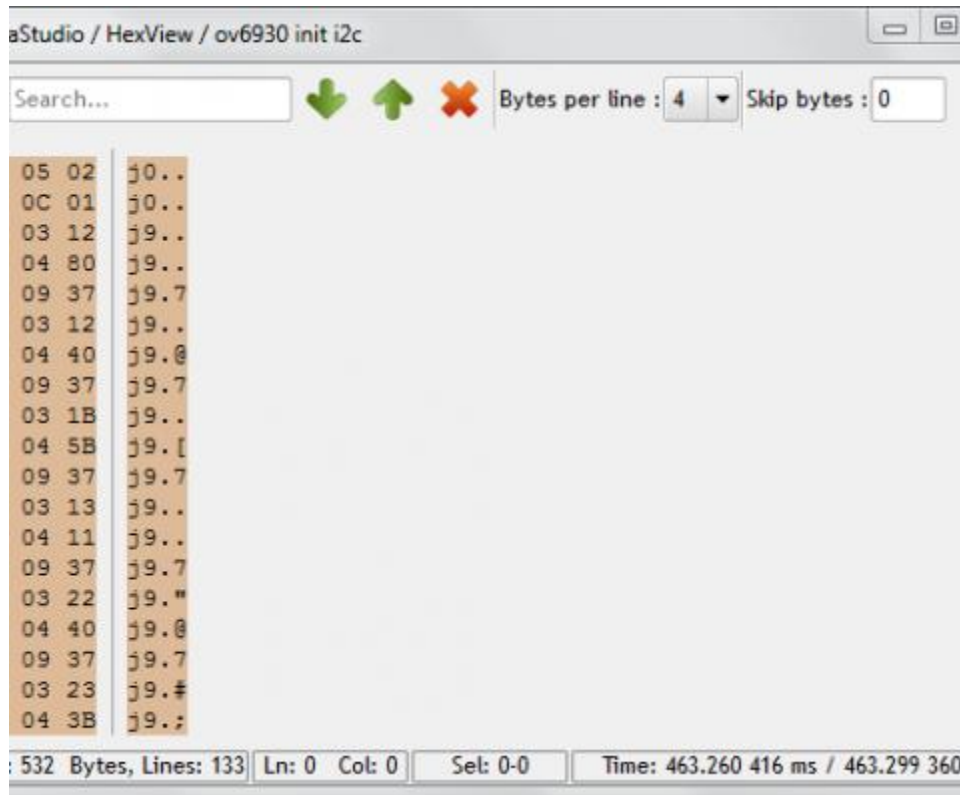 aStudio / HexView / ov6930 init i2c
Search... Bytes per line : 4 Skip bytes : 0
05 02 j0..
0C 01 j0..
03 12 j9..
04 80 j9..
09 37 j9.7
03 12 j9..
04 40 j9.@
09 37 j9.7
03 1B j9..
04 5B j9.[
09 37 j9.7
03 13 j9..
04 11 j9..
09 37 j9.7
03 22 j9."
04 40 j9.@
09 37 j9.7
03 23 j9.#
04 3B j9.;
: 532 Bytes, Lines: 133 Ln: 0 Col: 0 Sel: 0-0 Time: 463.260 416 ms / 463.299 360